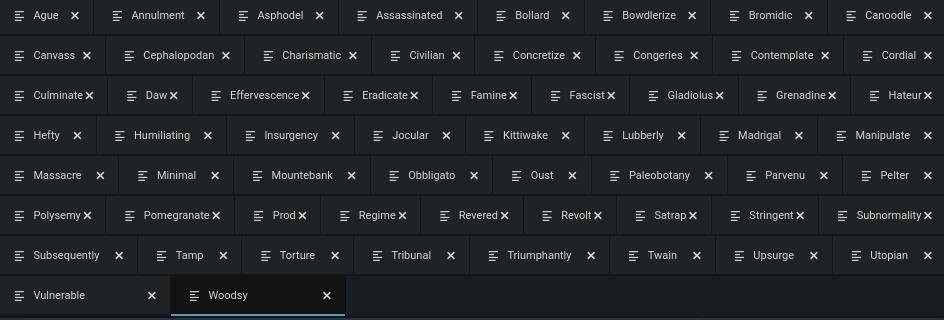 Ague Annulment Asphodel Assassinated Bollard Bowdlerize Bromidic Canoodle
Canvass Cephalopodan Charismatic Civilian Concretize Congeries Contemplate Cordial
Culminate Daw Effervescence Eradicate Famine Fascist Gladiolus Grenadine Hateur
Hefty Humiliating Insurgency Jocular Kittiwake Lubberly Madrigal Manipulate
Massacre Minimal Mountebank Obbligato Oust Paleobotany Parvenu Pelter
Polysemy Pomegranate Prod Regime Revered Revolt Satrap Stringent Subnormality
Subsequently Tamp Torture Tribunal Triumphantly Twain Upsurge Utopian
Vulnerable Woodsy